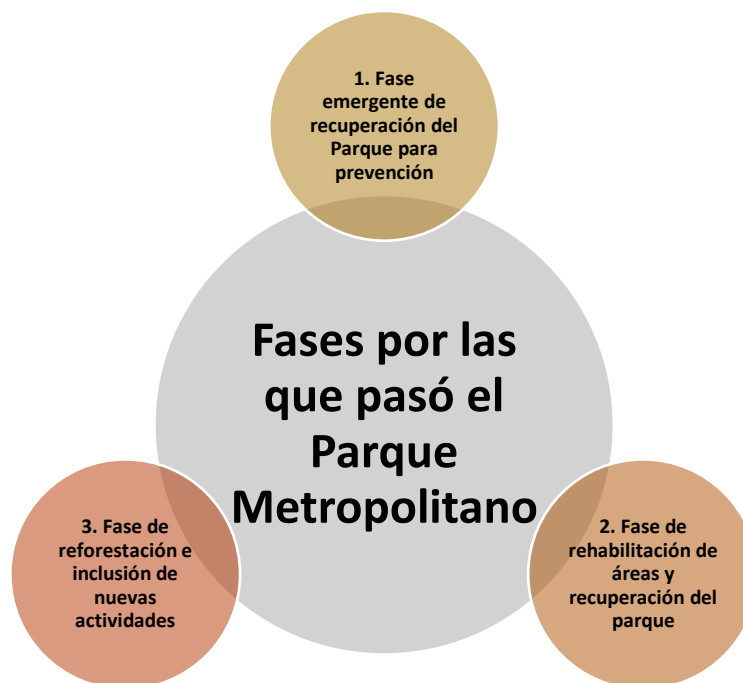 1. Fase
emergente de
recuperación del
Parque para
prevención
Fases por las
que pasó el
Parque
Metropolitano
2. Fase de
rehabilitación de
áreas y
recuperación del
parque
3. Fase de
reforestación e
inclusión de
nuevas
actividades